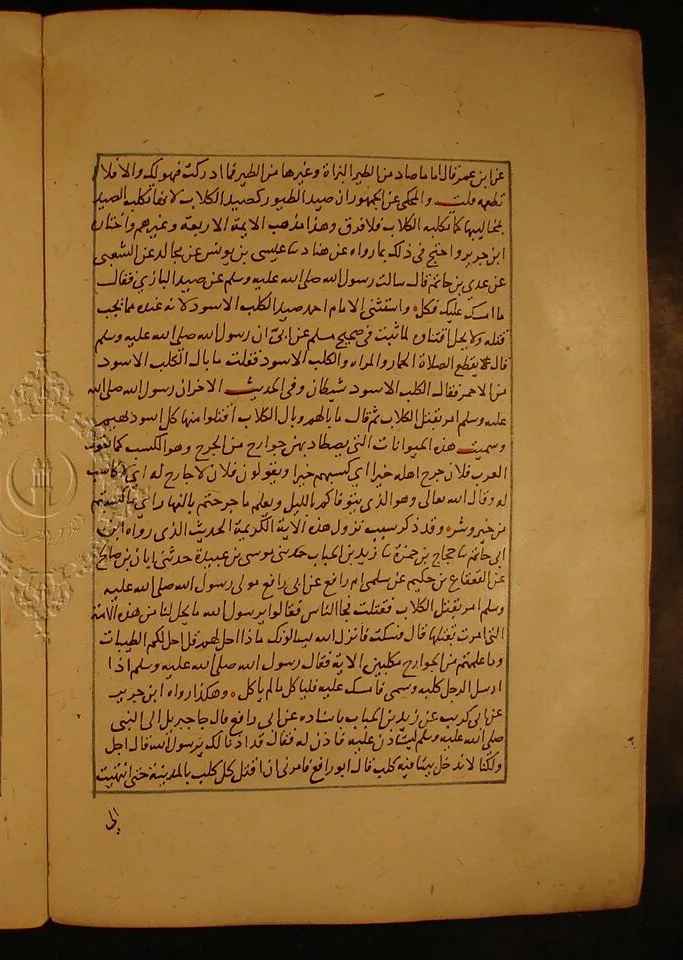 عن ابن عمر قال اما ما صاد من الطير البزاة وغيرها من الطير فما ادركت فهو لك والا فلا
تطعمه قلت والمحكي عن الجمهور ان صيد الطيور كصيد الكلاب لانها تكلب الصيد
بمخاليبها كما تكلبه الكلاب فلا فرق وهذا مذهب الايمة الاربعة وغيرهم واختاره
ابن جرير واحتج في ذلك بما رواه عن هناد ثنا عيسى بن يونس عن مجالد عن الشعبي
عن عدي بن حاتم قال سالت رسول الله صلى الله عليه وسلم عن صيد البازي فقال
ما امسك عليك فكل واستثنى الامام احمد صيد الكلب الاسود لانه عنده مما يجب
قتله ولا يحل اقتناوه لما ثبت في صحيح مسلم عن ابي ان رسول الله صلى الله عليه وسلم
قال يقطع الصلاة الحمار والمراه والكلب الاسود فقلت ما بال الكلب الاسود
من الاحمر فقال الكلب الاسود شيطان وفي الحديث الاخر ان رسول الله صلى الله
عليه وسلم امر بقتل الكلاب ثم قال ما بالهم وبال الكلاب اقتلوا منها كل اسود بهيم
وسميت هذه الحيوانات التي يصطاد بهن جوارح من الجرح وهو الكسب كما تقول
العرب فلان جرح اهله خيرا اي كسبهم خيرا ويقولون فلان لا جارح له اي لا كاسب
له وقال الله تعالى وهو الذي يتوفاكم بالليل ويعلم ما جرحتم بالنهار اي ما كسبتم
من خير وشر وقد ذكر سبب نزول هذه الاية الكريمة الحديث الذي رواه ابن
ابي حاتم ثنا حجاج بن حمزة ثنا زيد بن الحباب حدثني موسى بن عبيدة حدثني ابان بن صالح
عن القعقاع بن حكيم عن سلمى ام رافع عن ابي رافع مولى رسول الله صلى الله عليه
وسلم امر بقتل الكلاب فقتلت فجا الناس فقالوا يرسول الله ما يحل لنا من هذه الامة
التي امرت بقتلها قال فسكت فانزل الله يسالونك ماذا احل لهم قل احل لكم الطيبات
وما علمتم من الجوارح مكلبين الاية فقال رسول الله صلى الله عليه وسلم اذا
ارسل الرجل كلبه وسمى فامسك عليه فلياكل ما لم ياكل وهكذا رواه ابن جرير
عن ابي كريب عن زيد بن الحباب باسناده عن ابي رافع قال جا جبريل الى النبي
صلى الله عليه وسلم ليستاذن عليه فاذن له فقال قد اذنا لك يرسول الله قال اجل
ولكنا لا ندخل بيتا فيه كلب قال ابو رافع فامرني ان اقتل كل كلب بالمدينة حتى انتهيت
الى